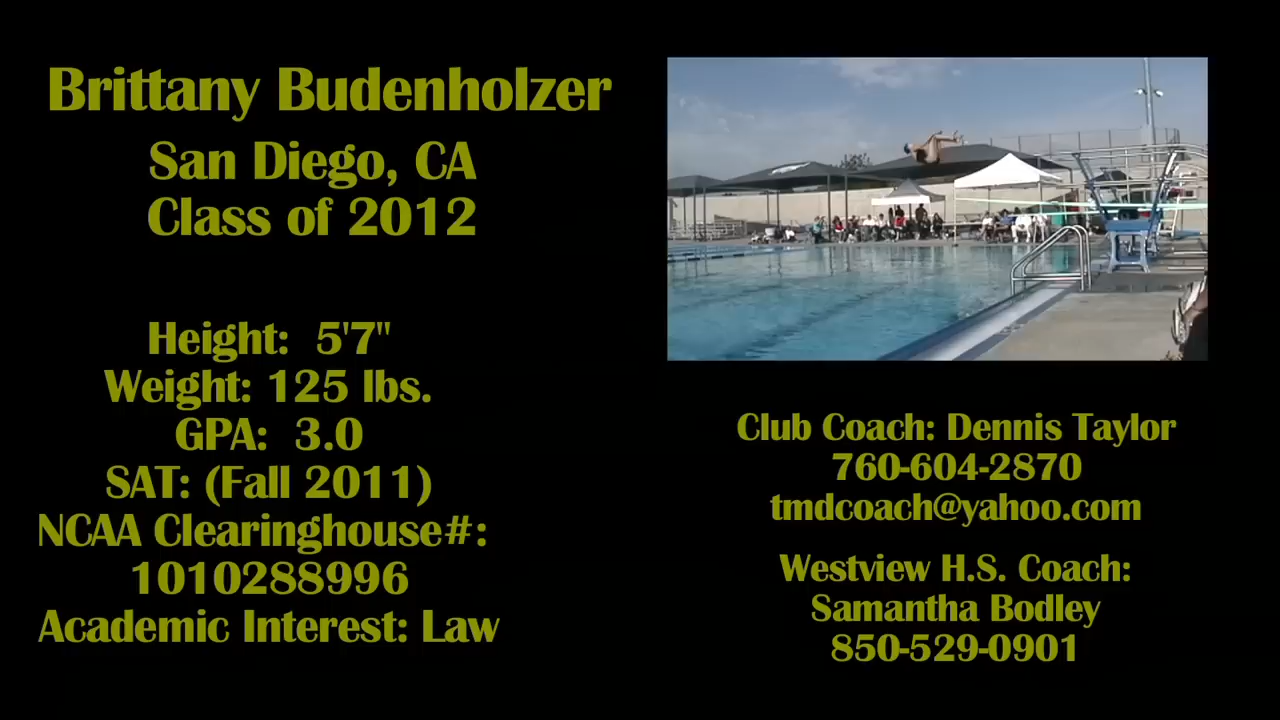 Brittany Budenholzer
San Diego, CA
Class of 2012
Height: 5'7"
Weight: 125 lbs.
GPA: 3.0
SAT: (Fall 2011)
NCAA Clearinghouse#:
1010288996
Academic Interest: Law
Club Coach: Dennis Taylor
760-604-2870
tmdcoach@yahoo.com
Westview H.S. Coach:
Samantha Bodley
850-529-0901